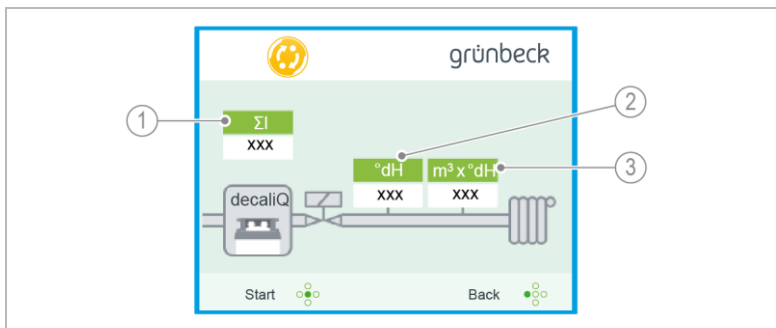 grünbeck
1
2
3
Σl
xxx
°dH
m³ x °dH
xxx
xxx
decaliQ
Start
Back